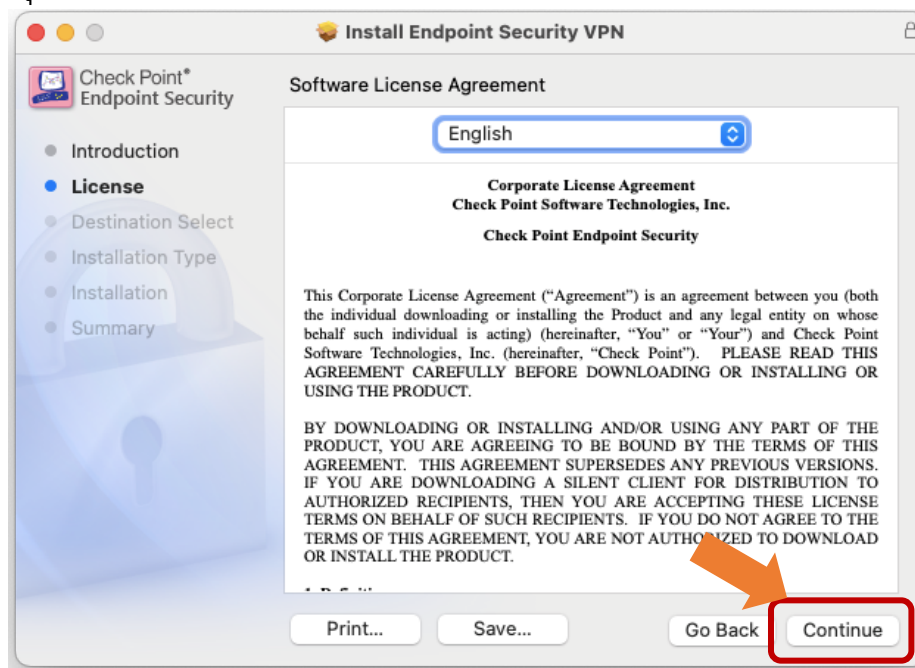 Install Endpoint Security VPN
Check Point®
Endpoint Security
Introduction
License
Destination Select
Installation Type
Installation
Summary
Software License Agreement
English
Corporate License Agreement
Check Point Software Technologies, Inc.
Check Point Endpoint Security
This Corporate License Agreement (“Agreement”) is an agreement between you (both
the individual downloading or installing the Product and any legal entity on whose
behalf such individual is acting) (hereinafter, “You” or “Your”) and Check Point
Software Technologies, Inc. (hereinafter, “Check Point”). PLEASE READ THIS
AGREEMENT CAREFULLY BEFORE DOWNLOADING OR INSTALLING OR
USING THE PRODUCT.
BY DOWNLOADING OR INSTALLING AND/OR USING ANY PART OF THE
PRODUCT, YOU ARE AGREEING TO BE BOUND BY THE TERMS OF THIS
AGREEMENT. THIS AGREEMENT SUPERSEDES ANY PREVIOUS VERSIONS.
IF YOU ARE DOWNLOADING A SILENT CLIENT FOR DISTRIBUTION TO
AUTHORIZED RECIPIENTS, THEN YOU ARE ACCEPTING THESE LICENSE
TERMS ON BEHALF OF SUCH RECIPIENTS. IF YOU DO NOT AGREE TO THE
TERMS OF THIS AGREEMENT, YOU ARE NOT AUTHORIZED TO DOWNLOAD
OR INSTALL THE PRODUCT.
Print...
Save...
Go Back
Continue